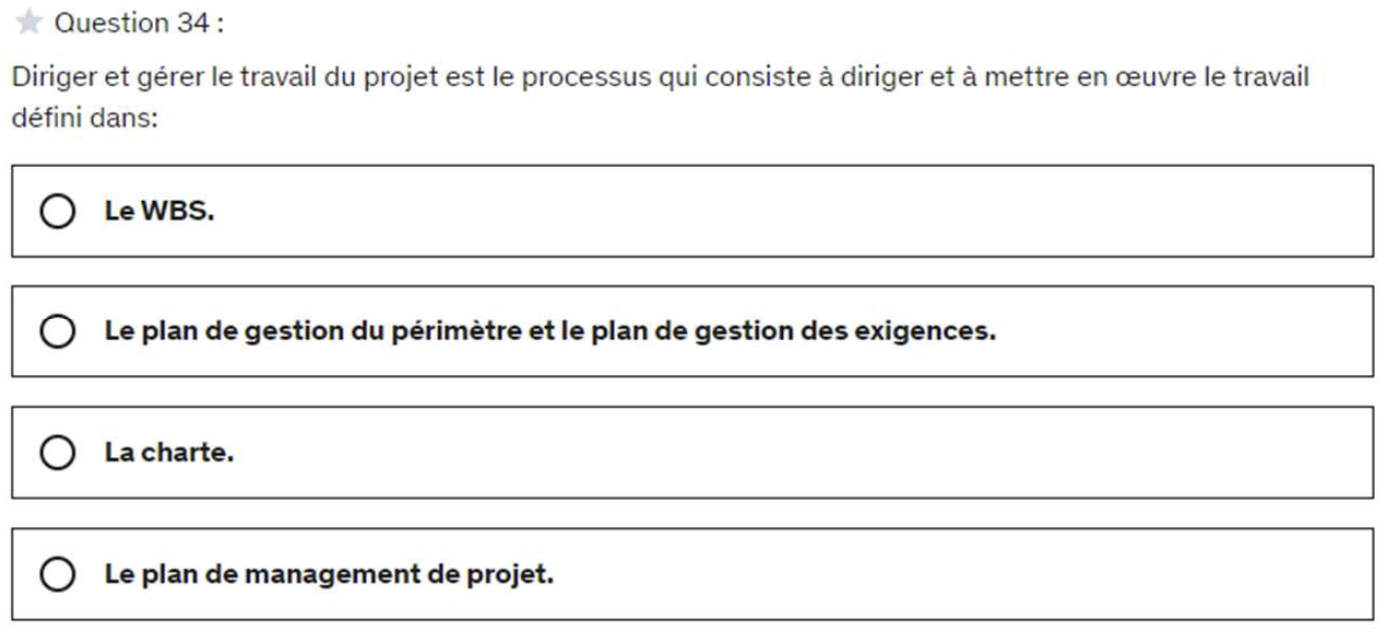 Question 34 :
Diriger et gérer le travail du projet est le processus qui consiste à diriger et à mettre en œuvre le travail
défini dans:
Le WBS.
Le plan de gestion du périmètre et le plan de gestion des exigences.
La charte.
Le plan de management de projet.